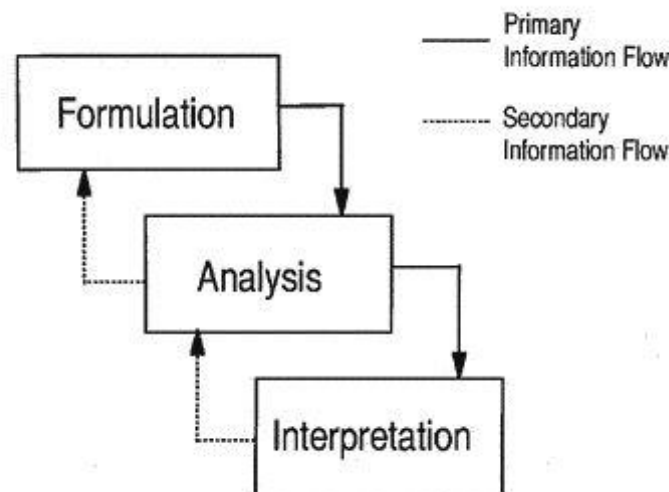 Primary
Information Flow
Formulation
Secondary
Information Flow
Analysis
Interpretation